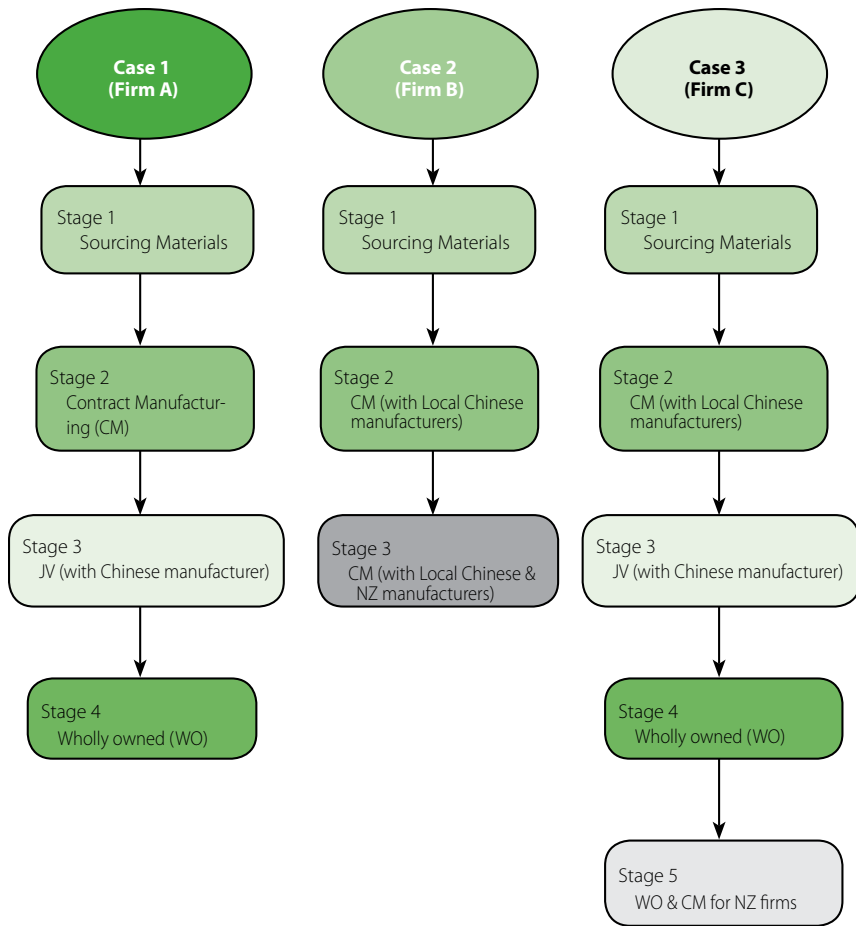 Case 1
(Firm A)
Stage 1
Sourcing Materials
Stage 2
Contract Manufactur-
ing (CM)
Stage 3
JV (with Chinese manufacturer)
Stage 4
Wholly owned (WO)
Case 2
(Firm B)
Stage 1
Sourcing Materials
Stage 2
CM (with Local Chinese
manufacturers)
Stage 3
CM (with Local Chinese &
NZ manufacturers)
Case 3
(Firm C)
Stage 1
Sourcing Materials
Stage 2
CM (with Local Chinese
manufacturers)
Stage 3
JV (with Chinese manufacturer)
Stage 4
Wholly owned (WO)
Stage 5
WO & CM for NZ firms